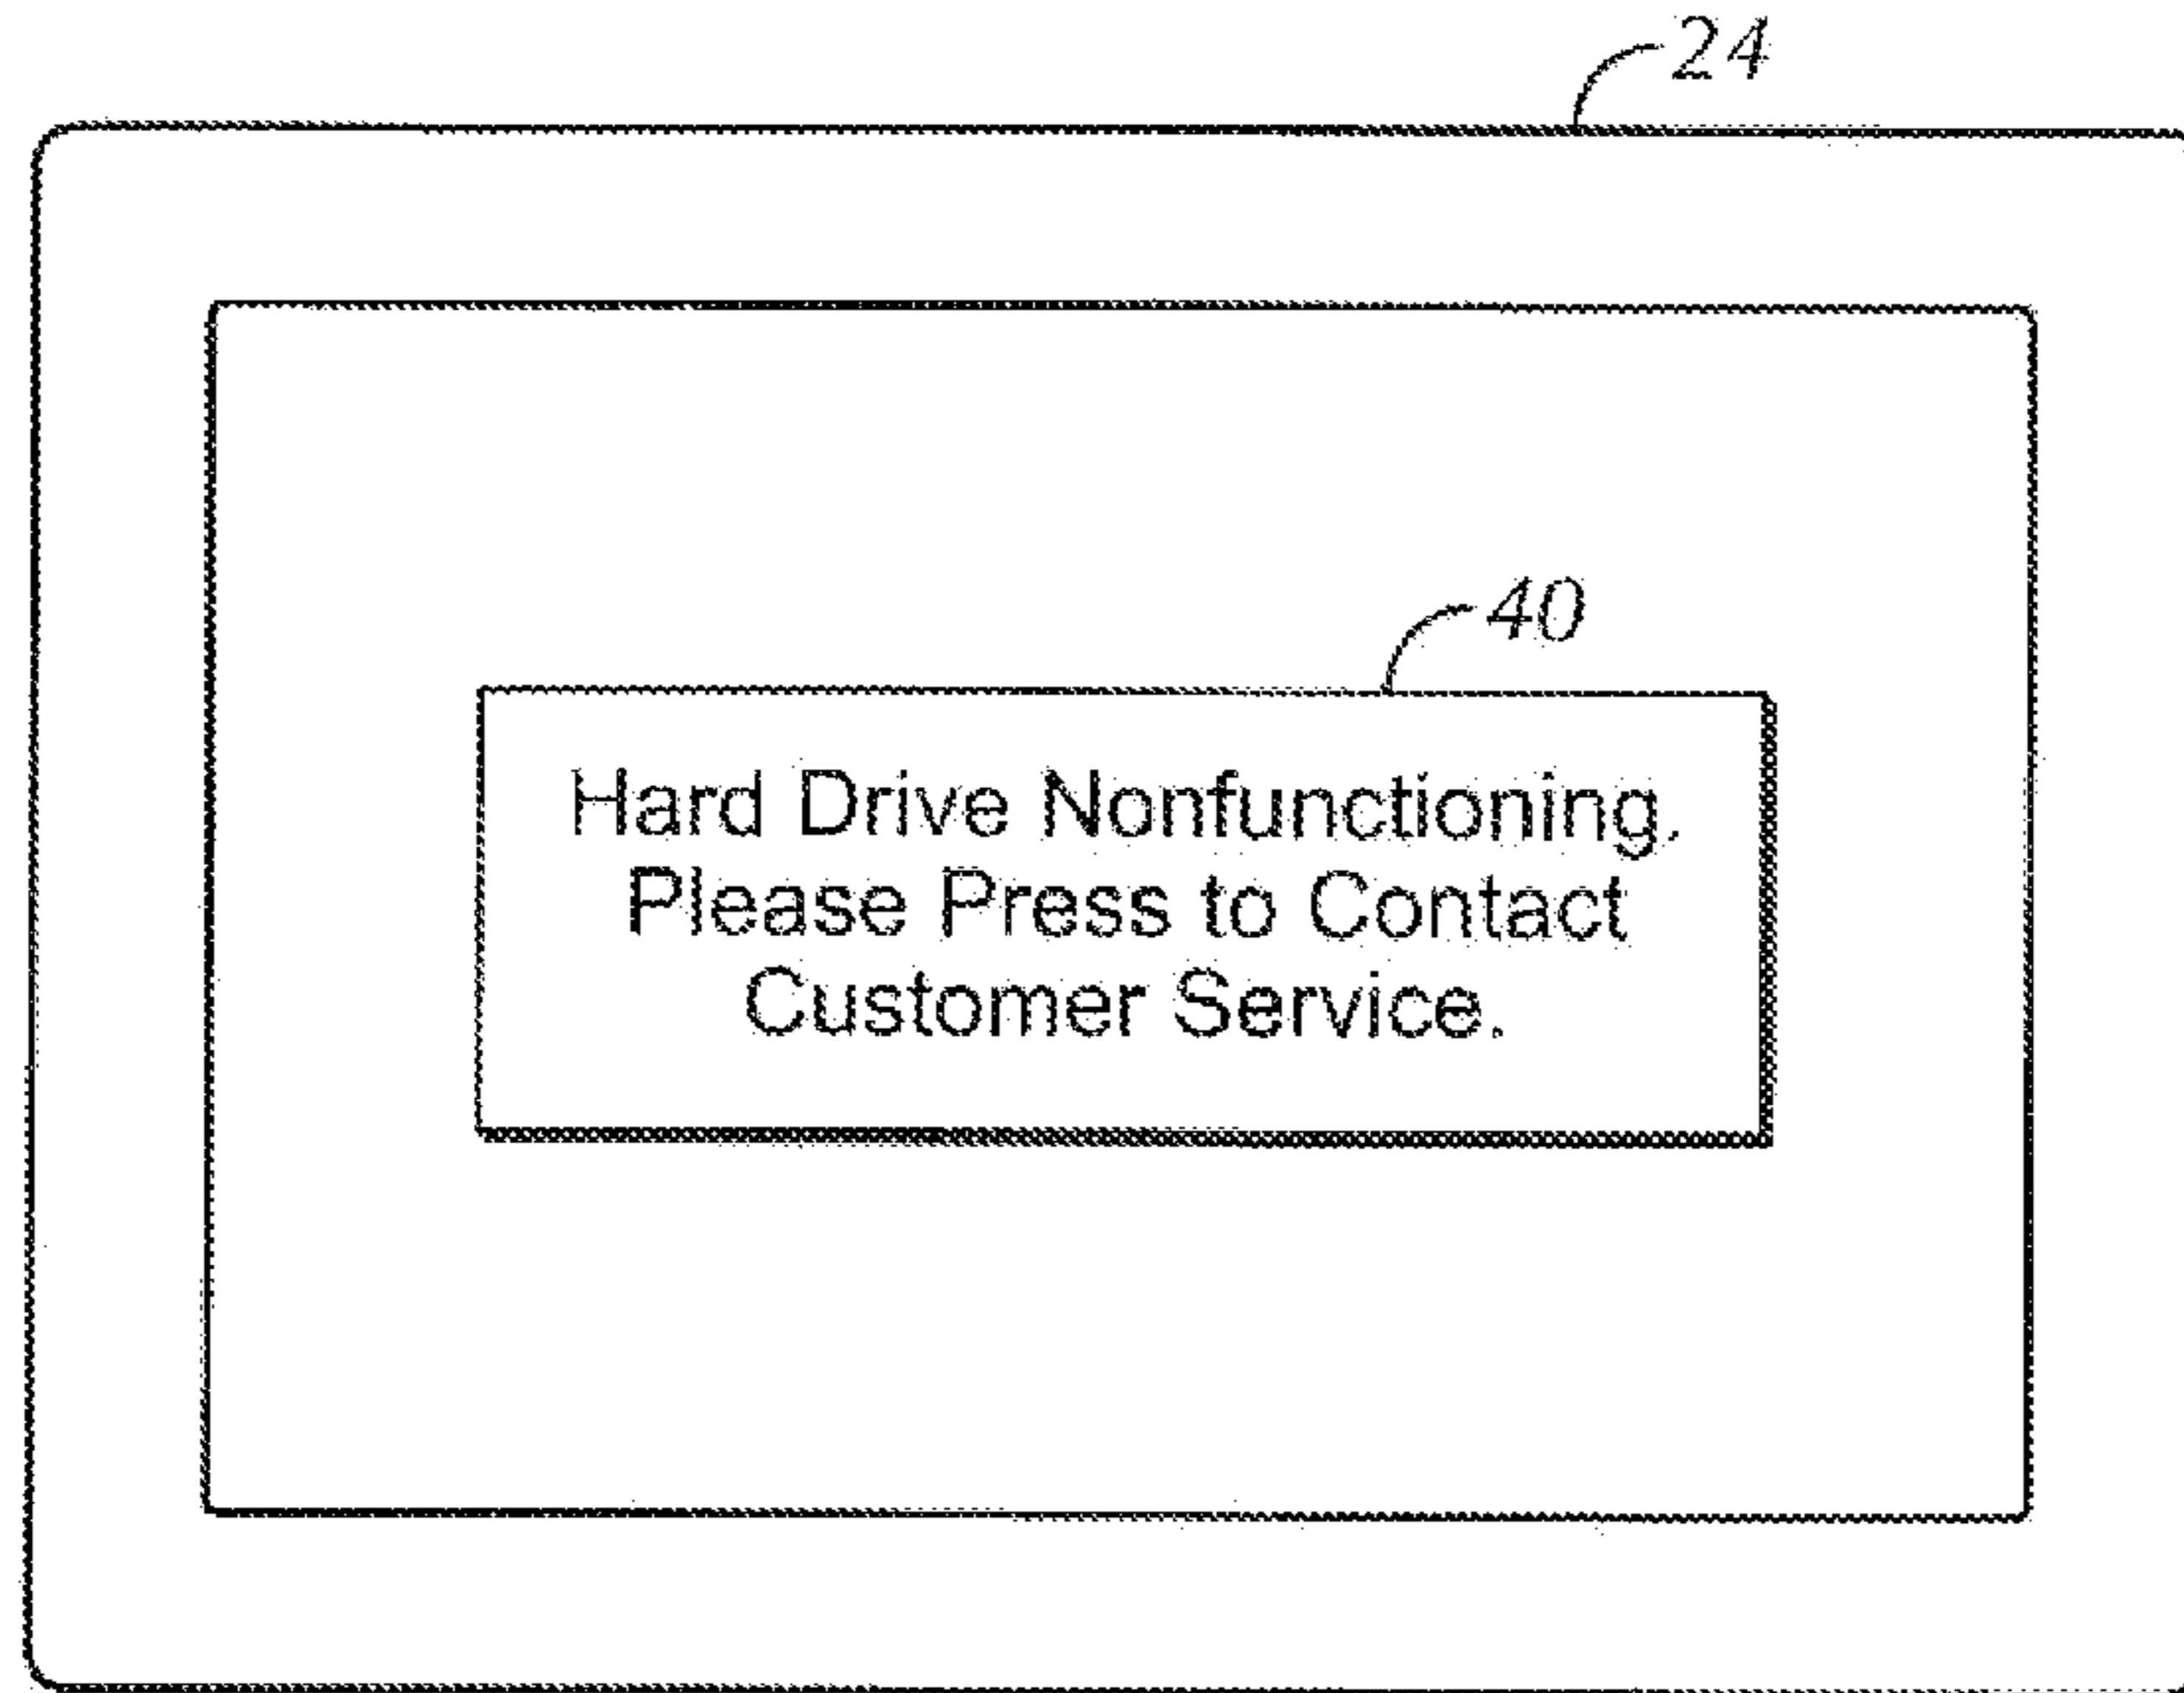 24
40
Hard Drive Nonfunctioning.
Please Press to Contact
Customer Service.